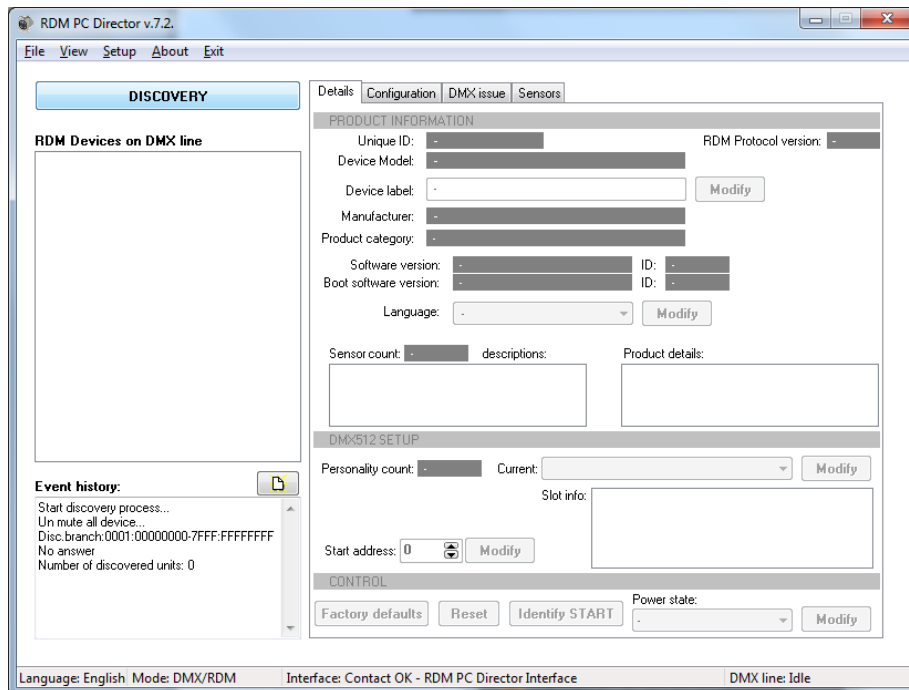 RDM PC Director v.7.2.
File View Setup About Exit
DISCOVERY
RDM Devices on DMX line
Event history:
Start discovery process...
Un mute all device...
Disc.branch:0001:00000000-7FFF:FFFFFFFF
No answer
Number of discovered units: 0
Details Configuration DMX issue Sensors
PRODUCT INFORMATION
Unique ID: - RDM Protocol version: -
Device Model: -
Device label: - Modify
Manufacturer: -
Product category: -
Software version: - ID: -
Boot software version: - ID: -
Language: - Modify
Sensor count: - descriptions: Product details:
DMX512 SETUP
Personality count: - Current: Modify
Slot info:
Start address: 0 Modify
CONTROL
Power state:
Factory defaults Reset Identify START - Modify
Language: English Mode: DMX/RDM Interface: Contact OK - RDM PC Director Interface DMX line: Idle